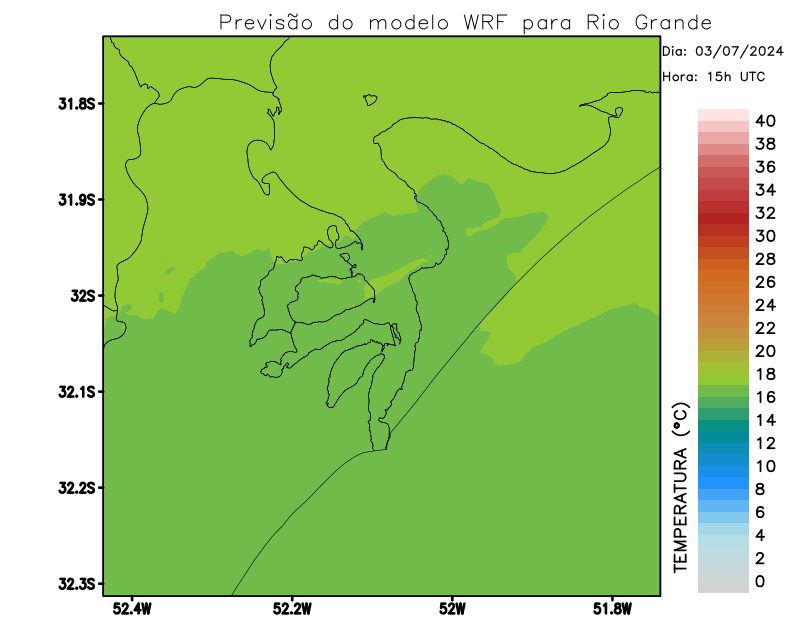 Previsão do modelo WRF para Rio Grande
Dia: 03/07/2024
Hora: 15h UTC
31.8S
31.9S
32S
32.1S
32.2S
32.3S
52.4W
52.2W
52W
51.8W
TEMPERATURA (°C)
40
38
36
34
32
30
28
26
24
22
20
18
16
14
12
10
8
6
4
2
0